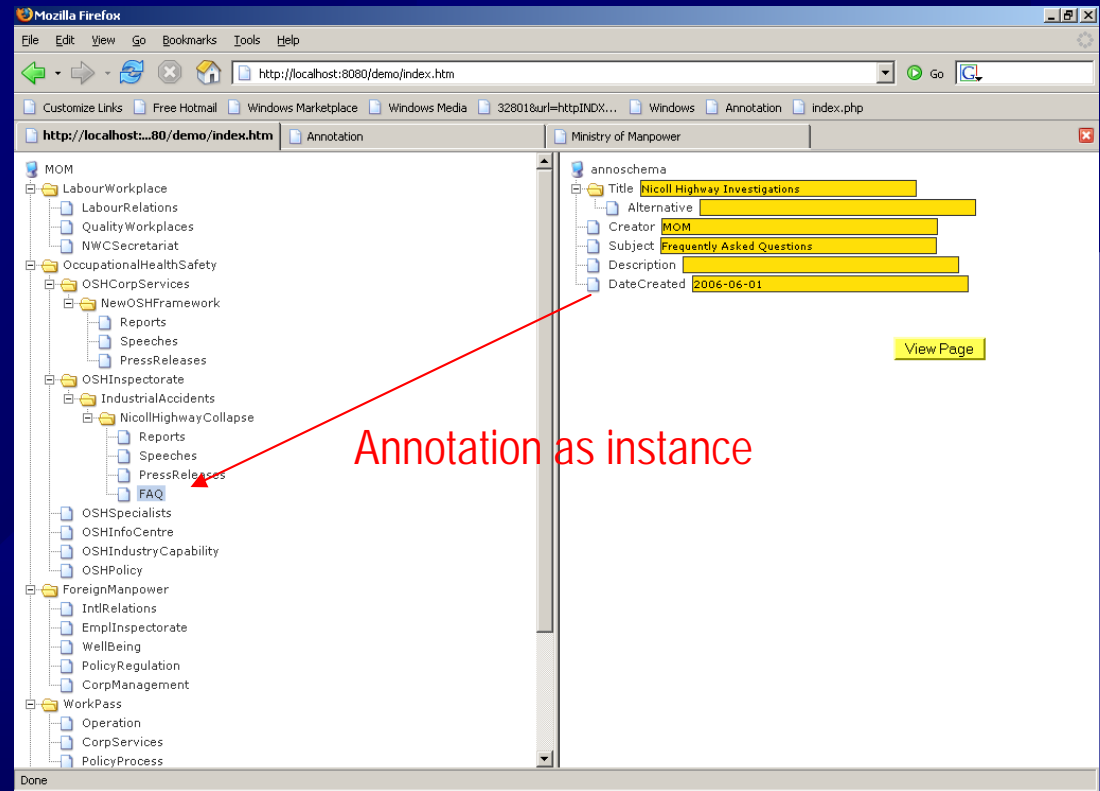 Mozilla Firefox
File Edit View Go Bookmarks Tools Help
http://localhost:8080/demo/index.htm Go G
Customize Links Free Hotmail Windows Marketplace Windows Media 32801&url=httpINDX... Windows Annotation index.php
http://localhost:...80/demo/index.htm Annotation Ministry of Manpower
MOM
LabourWorkplace
LabourRelations
QualityWorkplaces
NWCSecretariat
OccupationalHealthSafety
OSHCorpServices
NewOSHFramework
Reports
Speeches
PressReleases
OSHInspectorate
IndustrialAccidents
NicollHighwayCollapse
Reports
Speeches
PressReleases
FAQ
OSHSpecialists
OSHInfoCentre
OSHIndustryCapability
OSHPolicy
ForeignManpower
IntlRelations
EmplInspectorate
WellBeing
PolicyRegulation
CorpManagement
WorkPass
Operation
CorpServices
PolicyProcess
annoschema
Title Nicoll Highway Investigations
Alternative
Creator MOM
Subject Frequently Asked Questions
Description
DateCreated 2006-06-01
View Page
Annotation as instance
Done